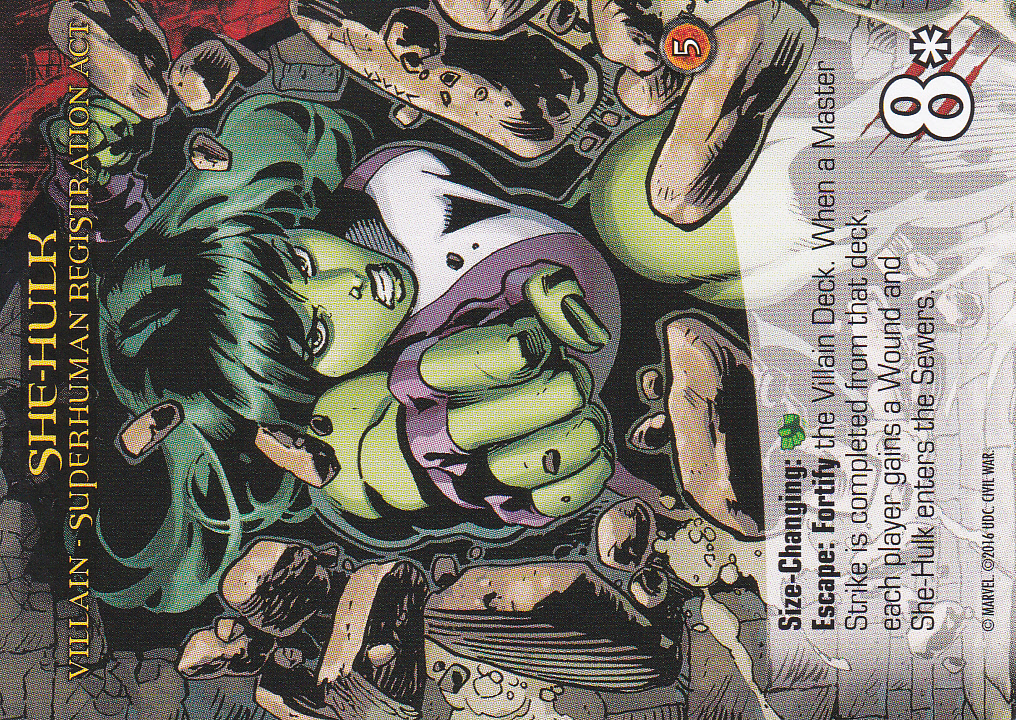 SHE-HULK
VILLAIN - SUPERHUMAN REGISTRATION ACT
5
Size-Changing:
Escape: Fortify the Villain Deck. When a Master
Strike is completed from that deck,
each player gains a Wound and
She-Hulk enters the Sewers.
8*
© MARVEL. ©2016 UDC. CIVIL WAR.